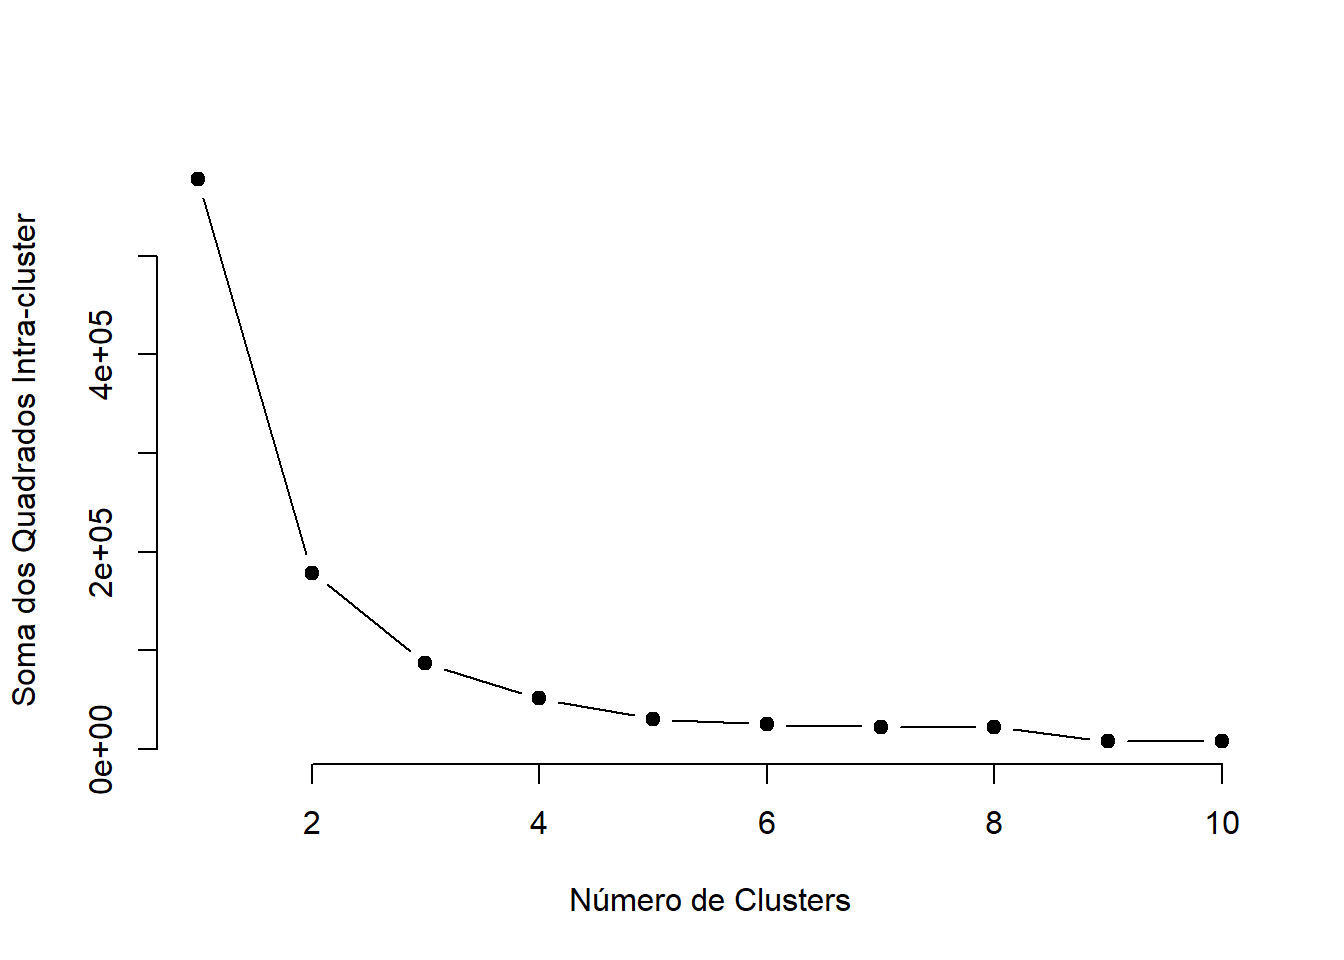 Soma dos Quadrados Intra-cluster
4e+05
2e+05
0e+00
2 4 6 8 10
Número de Clusters